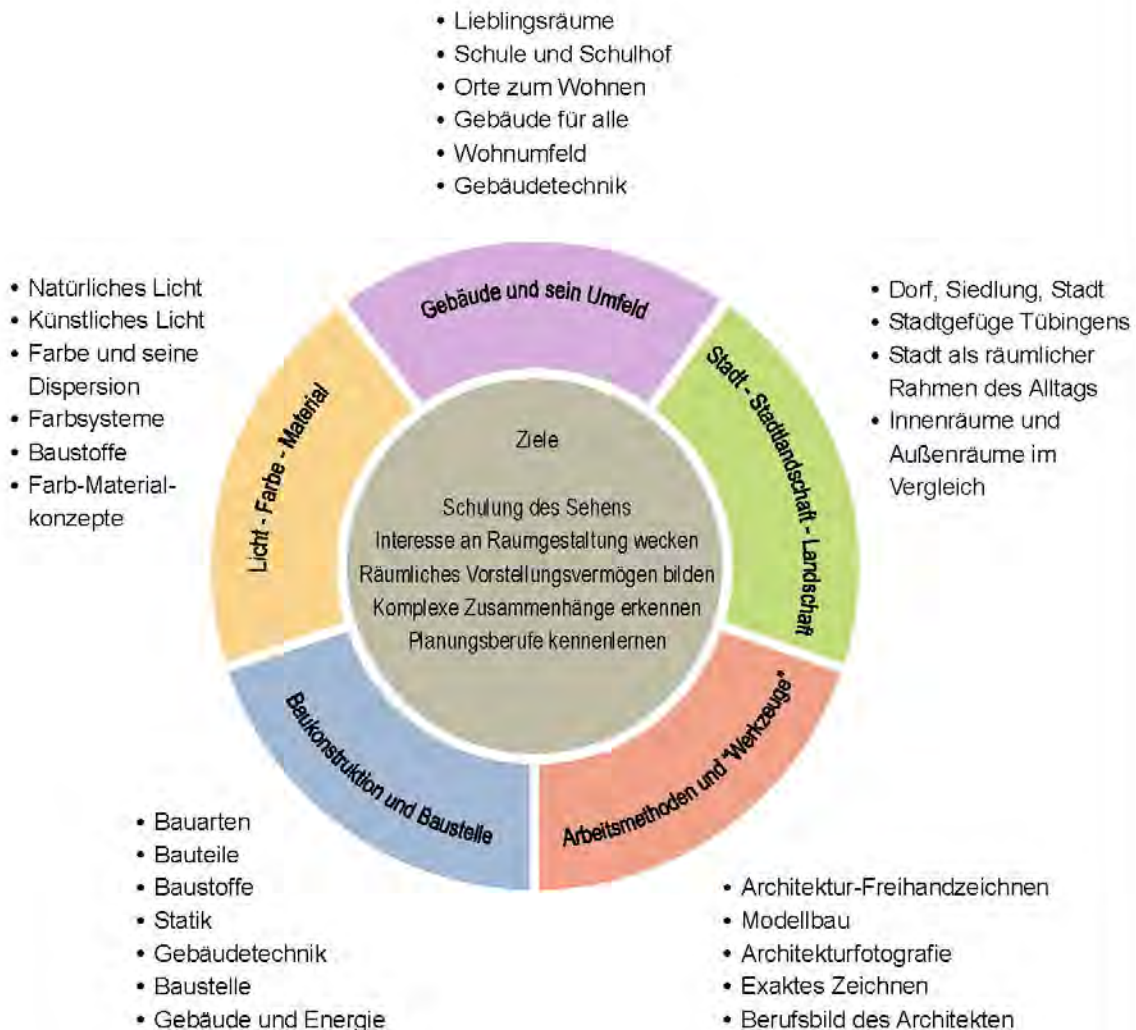 • Lieblingsräume
• Schule und Schulhof
• Orte zum Wohnen
• Gebäude für alle
• Wohnumfeld
• Gebäudetechnik
Gebäude und sein Umfeld
• Natürliches Licht
• Künstliches Licht
• Farbe und seine
Dispersion
• Farbsysteme
• Baustoffe
• Farb-Material-
konzepte
Licht - Farbe - Material
• Dorf, Siedlung, Stadt
• Stadtgefüge Tübingens
• Stadt als räumlicher
Rahmen des Alltags
• Innenräume und
Außenräume im
Vergleich
Stadt - Stadtlandschaft - Landschaft
Ziele
Schulung des Sehens
Interesse an Raumgestaltung wecken
Räumliches Vorstellungsvermögen bilden
Komplexe Zusammenhänge erkennen
Planungsberufe kennenlernen
Baukonstruktion und Baustelle
• Bauarten
• Bauteile
• Baustoffe
• Statik
• Gebäudetechnik
• Baustelle
• Gebäude und Energie
Arbeitsmethoden und "Werkzeuge"
• Architektur-Freihandzeichnen
• Modellbau
• Architekturfotografie
• Exaktes Zeichnen
• Berufsbild des Architekten